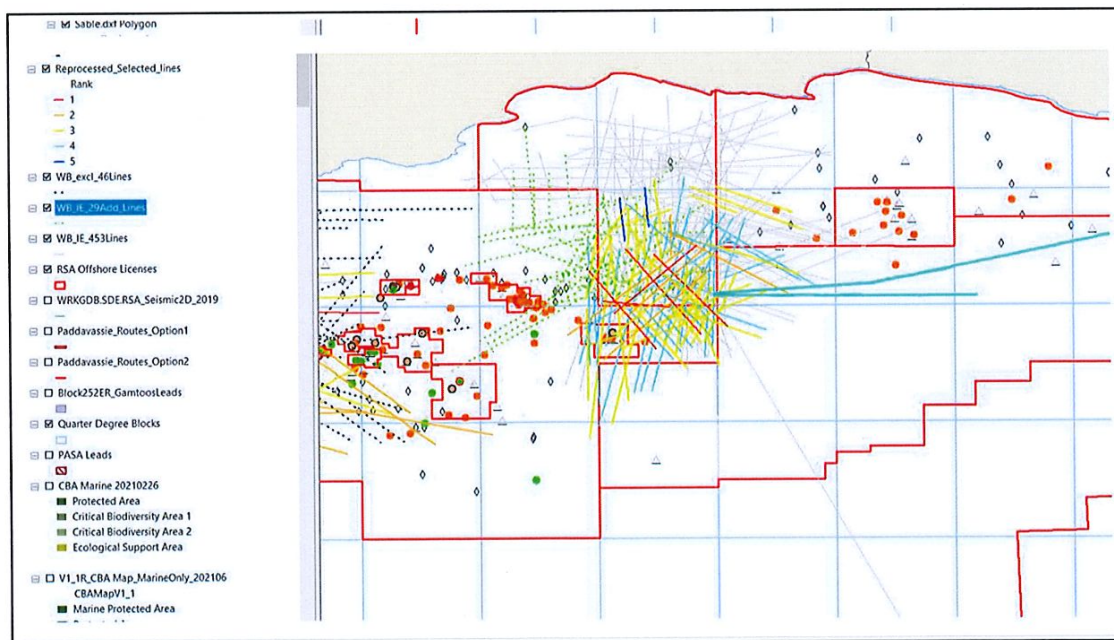 Sable.dxf Polygon
Reprocessed_Selected_lines
Rank
1
2
3
4
5
WB_excl_46Lines
WB_IE_29Add_Lines
WB_IE_453Lines
RSA Offshore Licenses
WRKGDB.SDE.RSA_Seismic2D_2019
Paddavassie_Routes_Option1
Paddavassie_Routes_Option2
Block252ER_GamtoosLeads
Quarter Degree Blocks
PASA Leads
CBA Marine 20210226
Protected Area
Critical Biodiversity Area 1
Critical Biodiversity Area 2
Ecological Support Area
V1_1R_CBA Map_MarineOnly_202106
CBAMapV1_1
Marine Protected Area